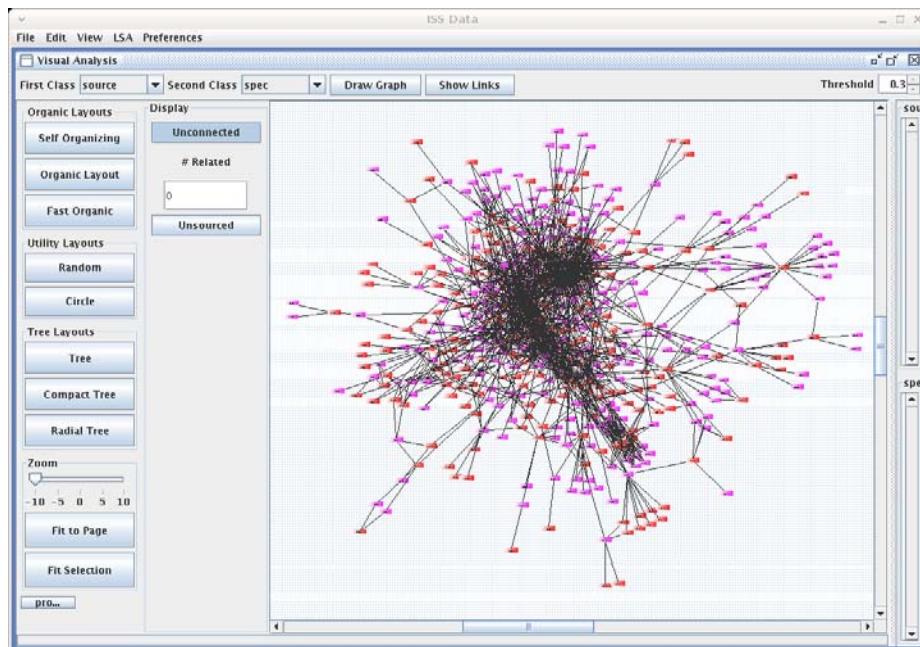 ISS Data
File Edit View LSA Preferences
Visual Analysis
First Class source Second Class spec Draw Graph Show Links Threshold 0.3
Organic Layouts
Self Organizing
Organic Layout
Fast Organic
Utility Layouts
Random
Circle
Tree Layouts
Tree
Compact Tree
Radial Tree
Zoom
-10 -5 0 5 10
Fit to Page
Fit Selection
pro...
Display
Unconnected
# Related
0
Unsourced
sou
spe